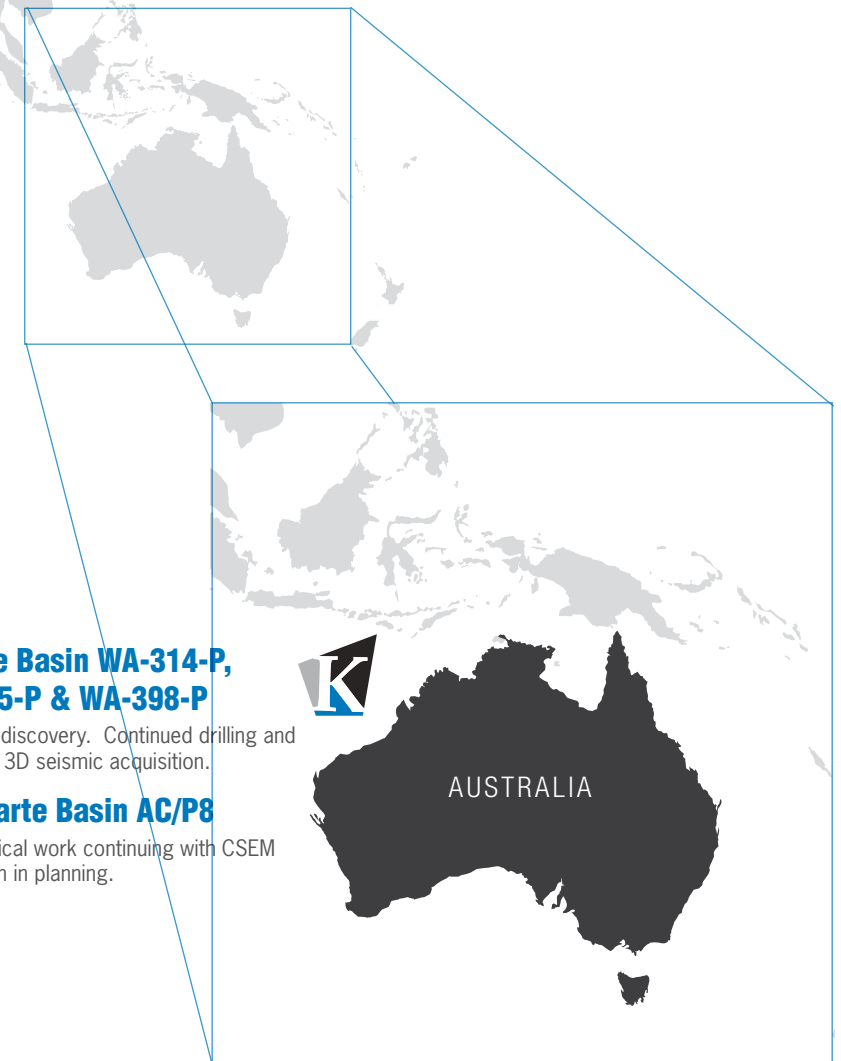 e Basin WA-314-P,
5-P & WA-398-P
discovery. Continued drilling and
3D seismic acquisition.
arte Basin AC/P8
ical work continuing with CSEM
n in planning.
K
AUSTRALIA